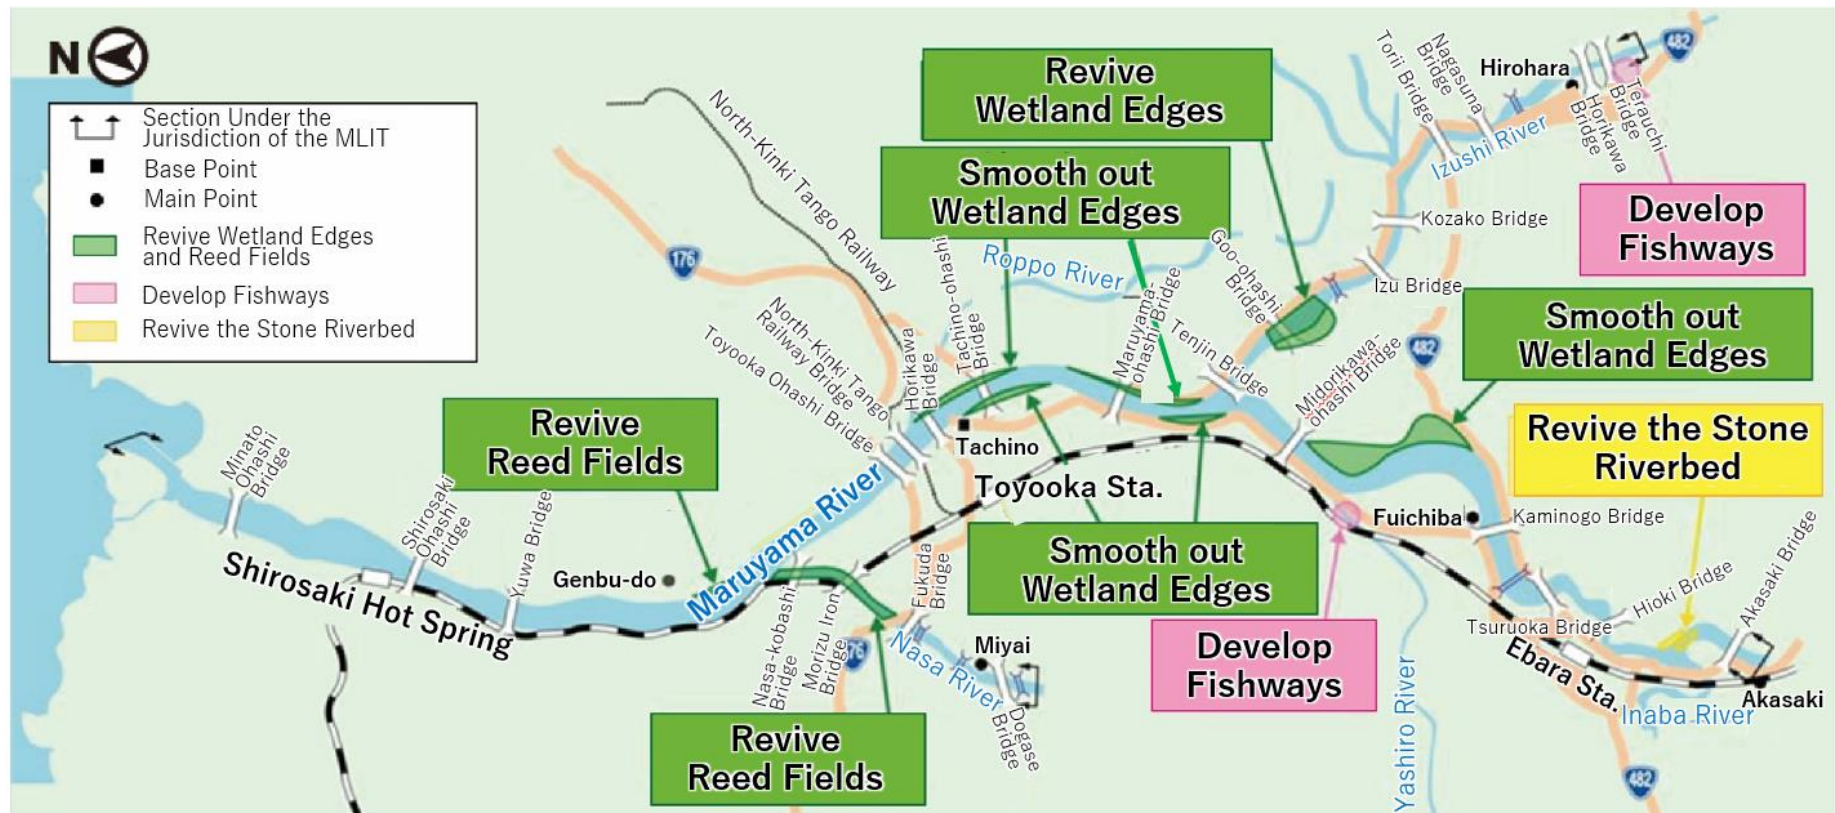 N
Section Under the
Jurisdiction of the MLIT
Base Point
Main Point
Revive Wetland Edges
and Reed Fields
Develop Fishways
Revive the Stone Riverbed
Revive
Wetland Edges
Smooth out
Wetland Edges
Develop
Fishways
Smooth out
Wetland Edges
Revive the Stone
Riverbed
Revive
Reed Fields
Smooth out
Wetland Edges
Develop
Fishways
Revive
Reed Fields
North-Kinki Tango Railway
176
North-Kinki Tango
Railway Bridge
Toyooka Ohashi Bridge
Horikawa
Bridge
Tachino-ohashi
Bridge
Roppo River
Maruyama-
ohashi Bridge
Goo-ohashi
Bridge
Tenjin Bridge
Midorikawa-
ohashi Bridge
Torii Bridge
Nagasuna
Bridge
Hirohara
482
Terauchi
Bridge
Horikawa
Bridge
Izushi River
Kozako Bridge
Izu Bridge
482
Minato
Ohashi
Bridge
Shirosaki
Ohashi
Bridge
Yuwa Bridge
Shirosaki Hot Spring
Genbu-do
Maruyama River
Tachino
Toyooka Sta.
Nasa-kobashi
Bridge
Morizu Iron
Bridge
Fukuda
Bridge
76
Nasa River
Miyai
Dogase
Bridge
Fuichiba
Kaminogo Bridge
Tsuruoka Bridge
Hioki Bridge
Akasaki Bridge
Ebara Sta.
Akasaki
Inaba River
Yashiro River
482